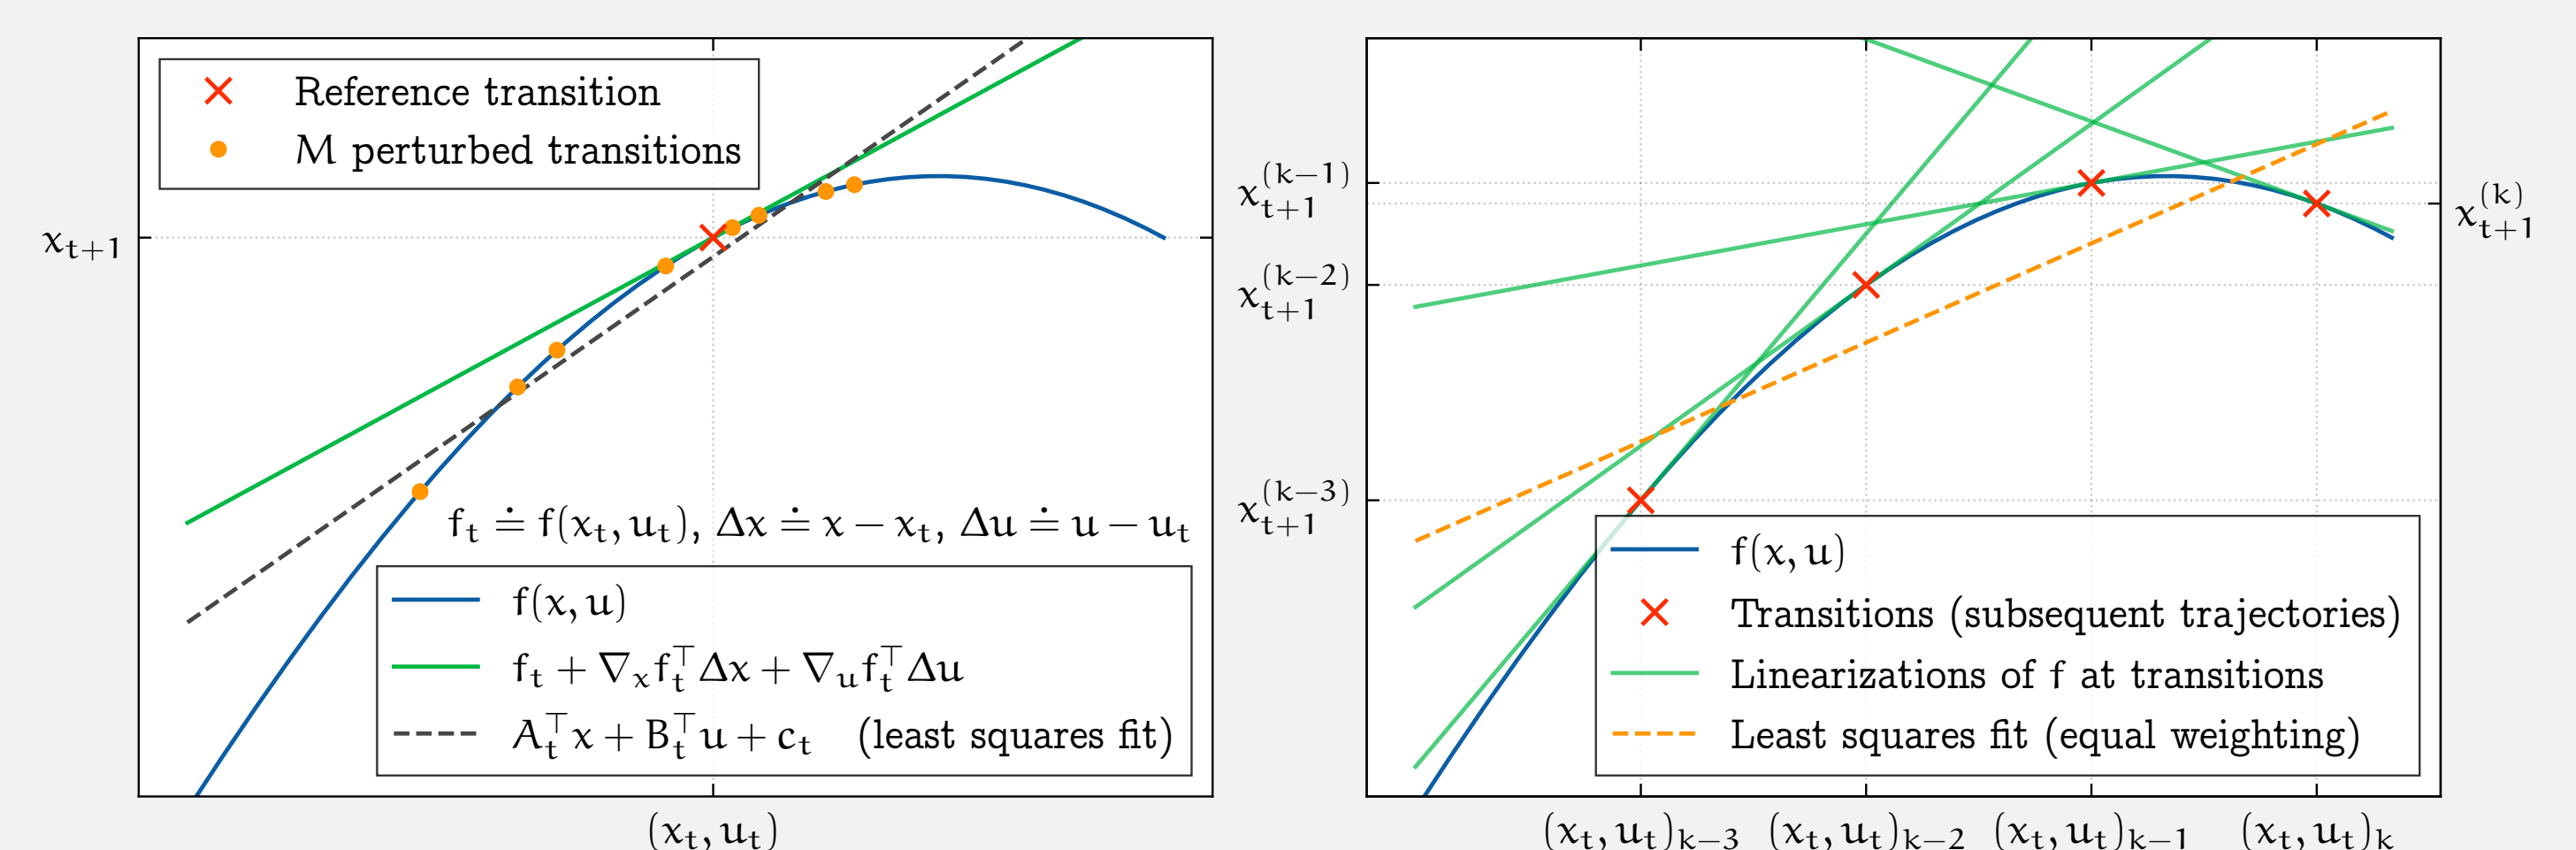 Reference transition
M perturbed transitions
x_{t+1}
f_t ≐ f(x_t, u_t), Δx ≐ x − x_t, Δu ≐ u − u_t
f(x, u)
f_t + ∇_x f_t^⊤ Δx + ∇_u f_t^⊤ Δu
A_t^⊤ x + B_t^⊤ u + c_t (least squares fit)
(x_t, u_t)
x_{t+1}^{(k−1)}
x_{t+1}^{(k)}
x_{t+1}^{(k−2)}
x_{t+1}^{(k−3)}
f(x, u)
Transitions (subsequent trajectories)
Linearizations of f at transitions
Least squares fit (equal weighting)
(x_t, u_t)_{k−3} (x_t, u_t)_{k−2} (x_t, u_t)_{k−1} (x_t, u_t)_k